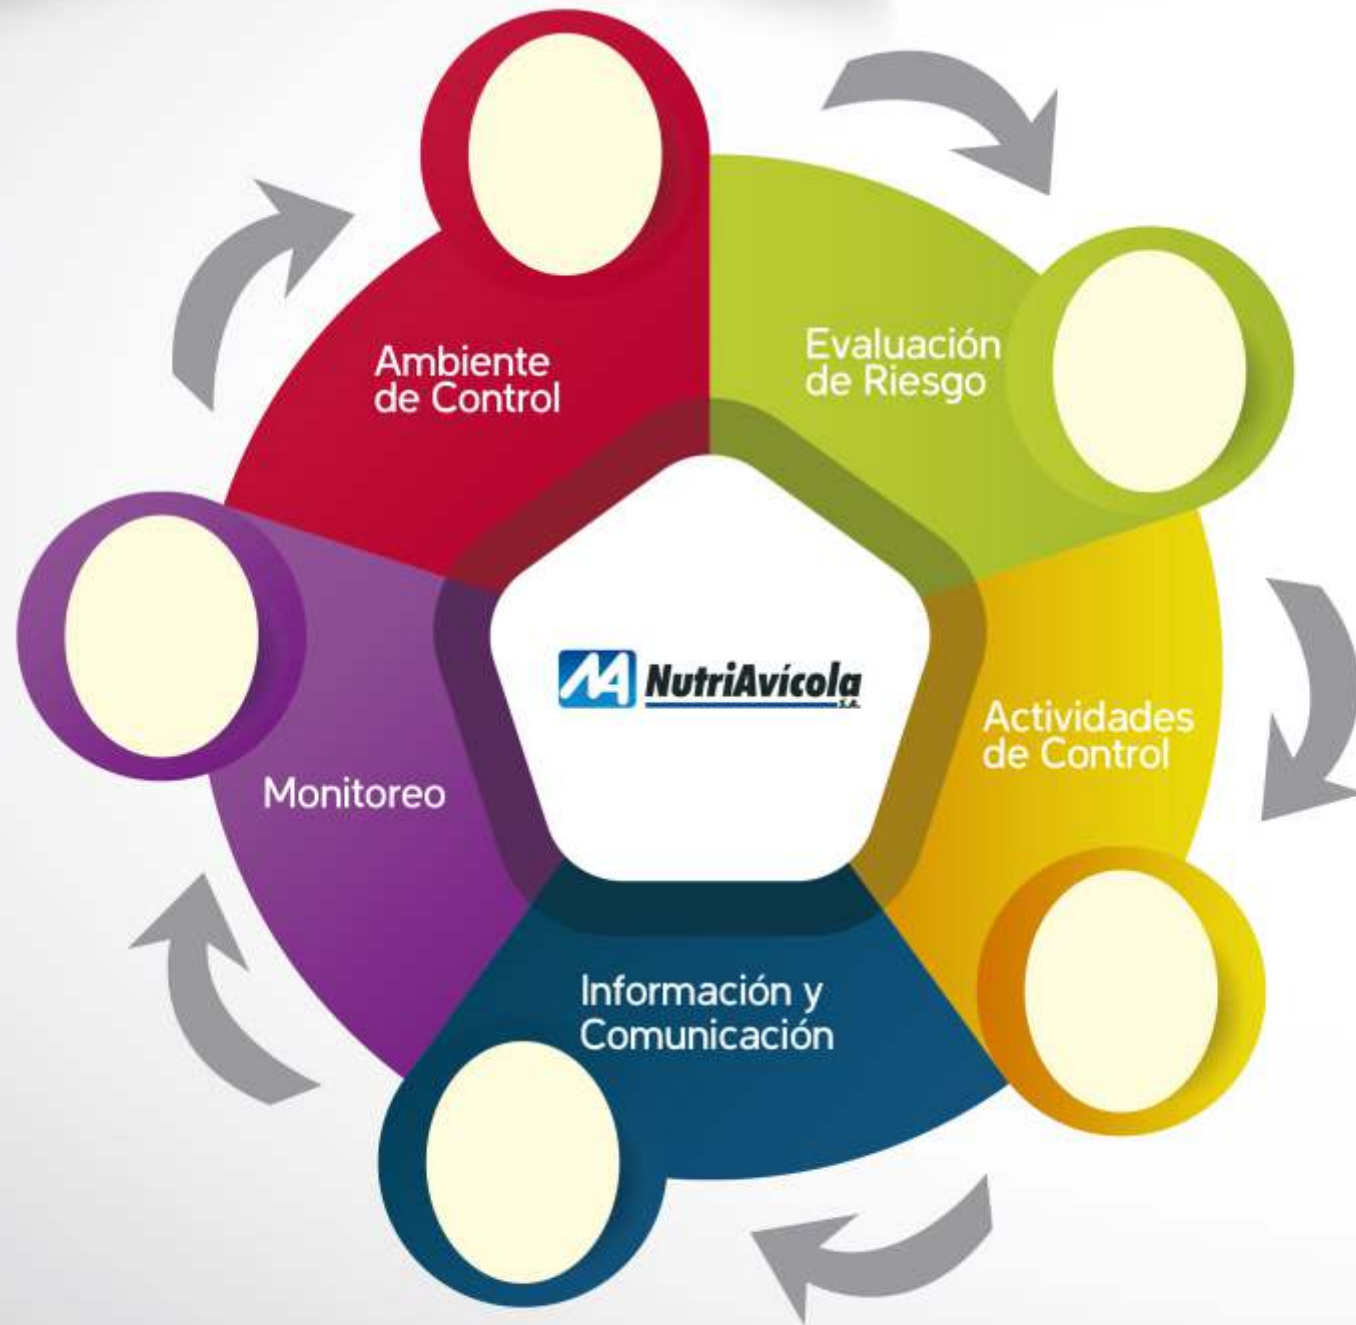 Ambiente
de Control
Evaluación
de Riesgo
NutriAvícola
S.A.
Actividades
de Control
Monitoreo
Información y
Comunicación